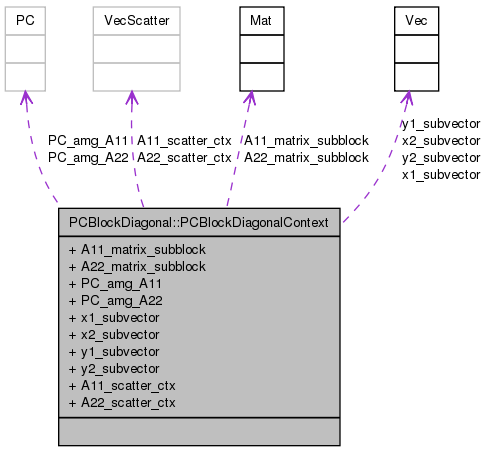 PC
VecScatter
Mat
Vec
PC_amg_A11
PC_amg_A22
A11_scatter_ctx
A22_scatter_ctx
A11_matrix_subblock
A22_matrix_subblock
y1_subvector
x2_subvector
y2_subvector
x1_subvector
PCBlockDiagonal::PCBlockDiagonalContext
+ A11_matrix_subblock
+ A22_matrix_subblock
+ PC_amg_A11
+ PC_amg_A22
+ x1_subvector
+ x2_subvector
+ y1_subvector
+ y2_subvector
+ A11_scatter_ctx
+ A22_scatter_ctx